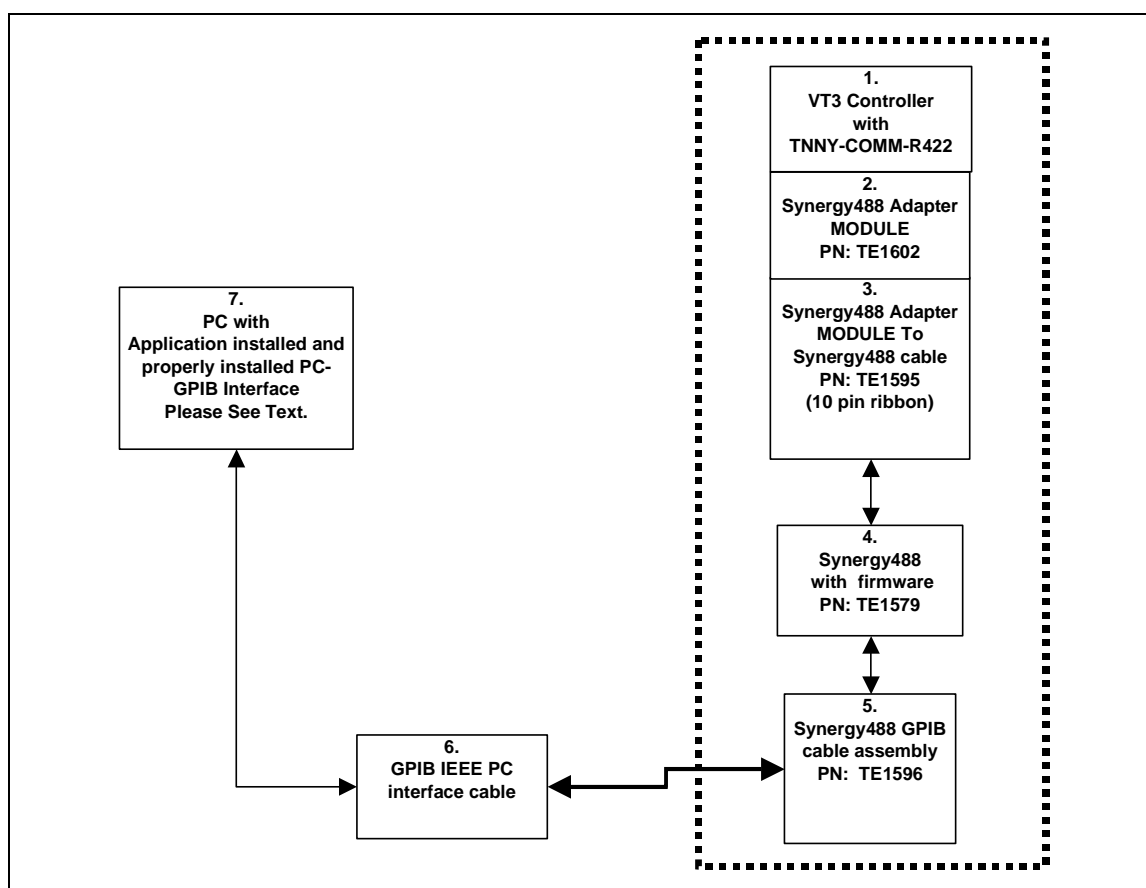 1.
VT3 Controller
with
TNNY-COMM-R422
2.
Synergy488 Adapter
MODULE
PN: TE1602
3.
Synergy488 Adapter
MODULE To
Synergy488 cable
PN: TE1595
(10 pin ribbon)
4.
Synergy488
with firmware
PN: TE1579
5.
Synergy488 GPIB
cable assembly
PN: TE1596
6.
GPIB IEEE PC
interface cable
7.
PC with
Application installed and
properly installed PC-
GPIB Interface
Please See Text.